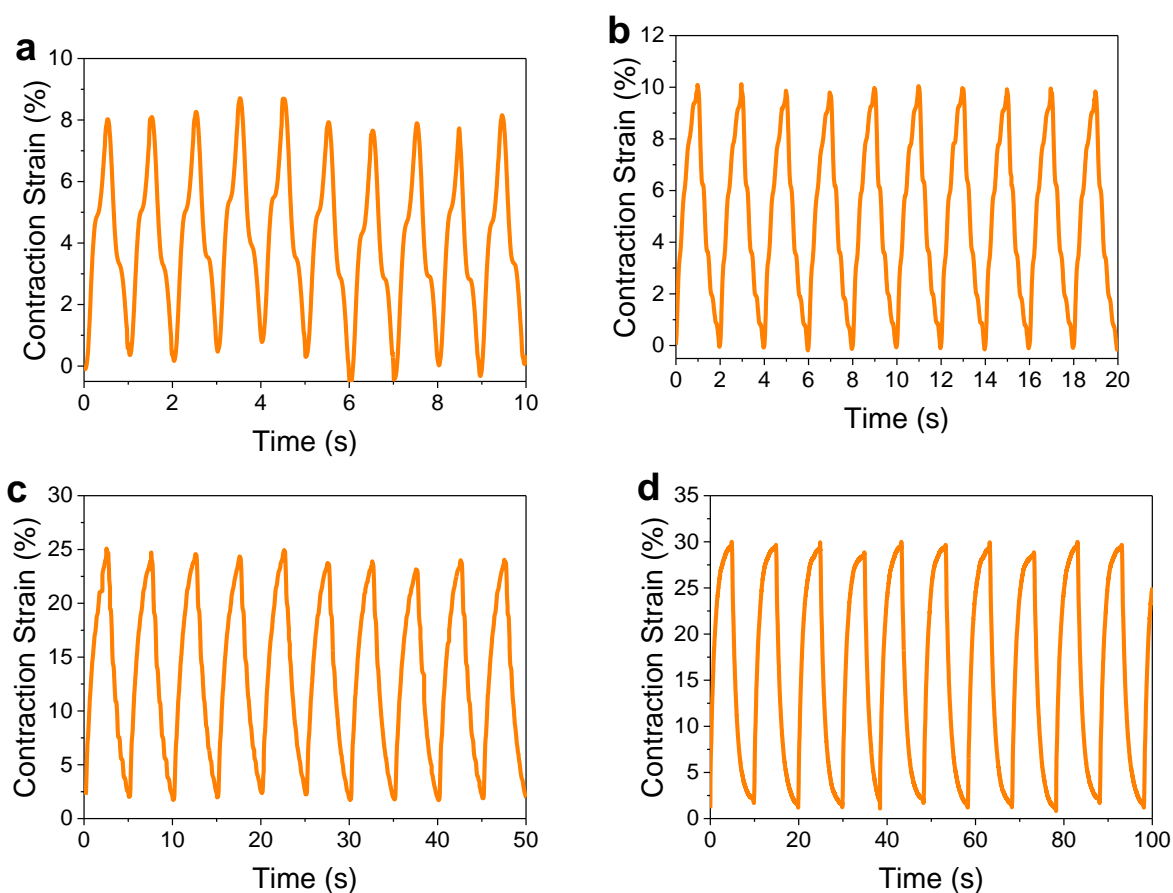 a
10
8
6
4
2
0
Contraction Strain (%)
0 2 4 6 8 10
Time (s)
b
12
10
8
6
4
2
0
Contraction Strain (%)
0 2 4 6 8 10 12 14 16 18 20
Time (s)
c
30
25
20
15
10
5
0
Contraction Strain (%)
0 10 20 30 40 50
Time (s)
d
35
30
25
20
15
10
5
0
Contraction Strain (%)
0 20 40 60 80 100
Time (s)